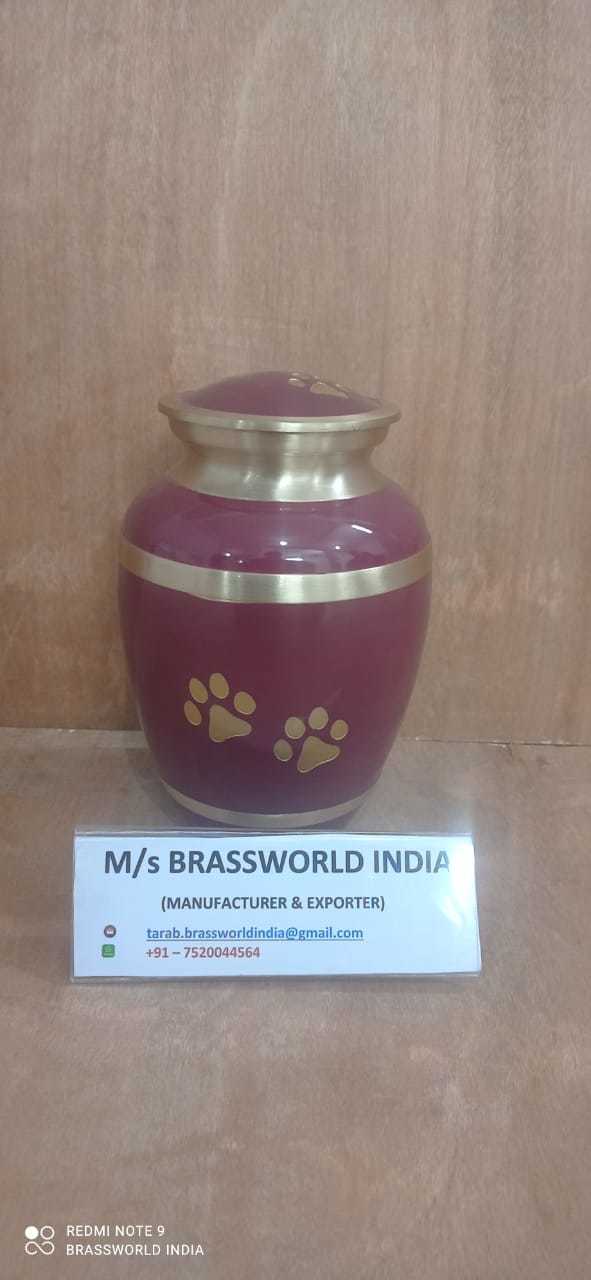 M/s BRASSWORLD INDIA
(MANUFACTURER & EXPORTER)
tarab.brassworldindia@gmail.com
+91 – 7520044564
REDMI NOTE 9
BRASSWORLD INDIA